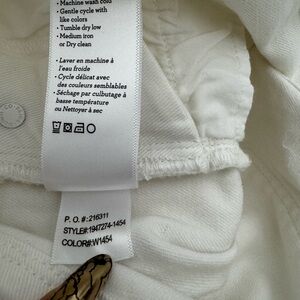 • Machine wash cold
• Gentle cycle with
like colors
• Tumble dry low
• Medium iron
or Dry clean
• Laver en machine à
l'eau froide
• Cycle délicat avec
des couleurs semblables
• Séchage par culbutage à
basse température
ou Nettoyer à sec
P. O. #: 216311
STYLE#:1947274-1454
COLOR#:W1454